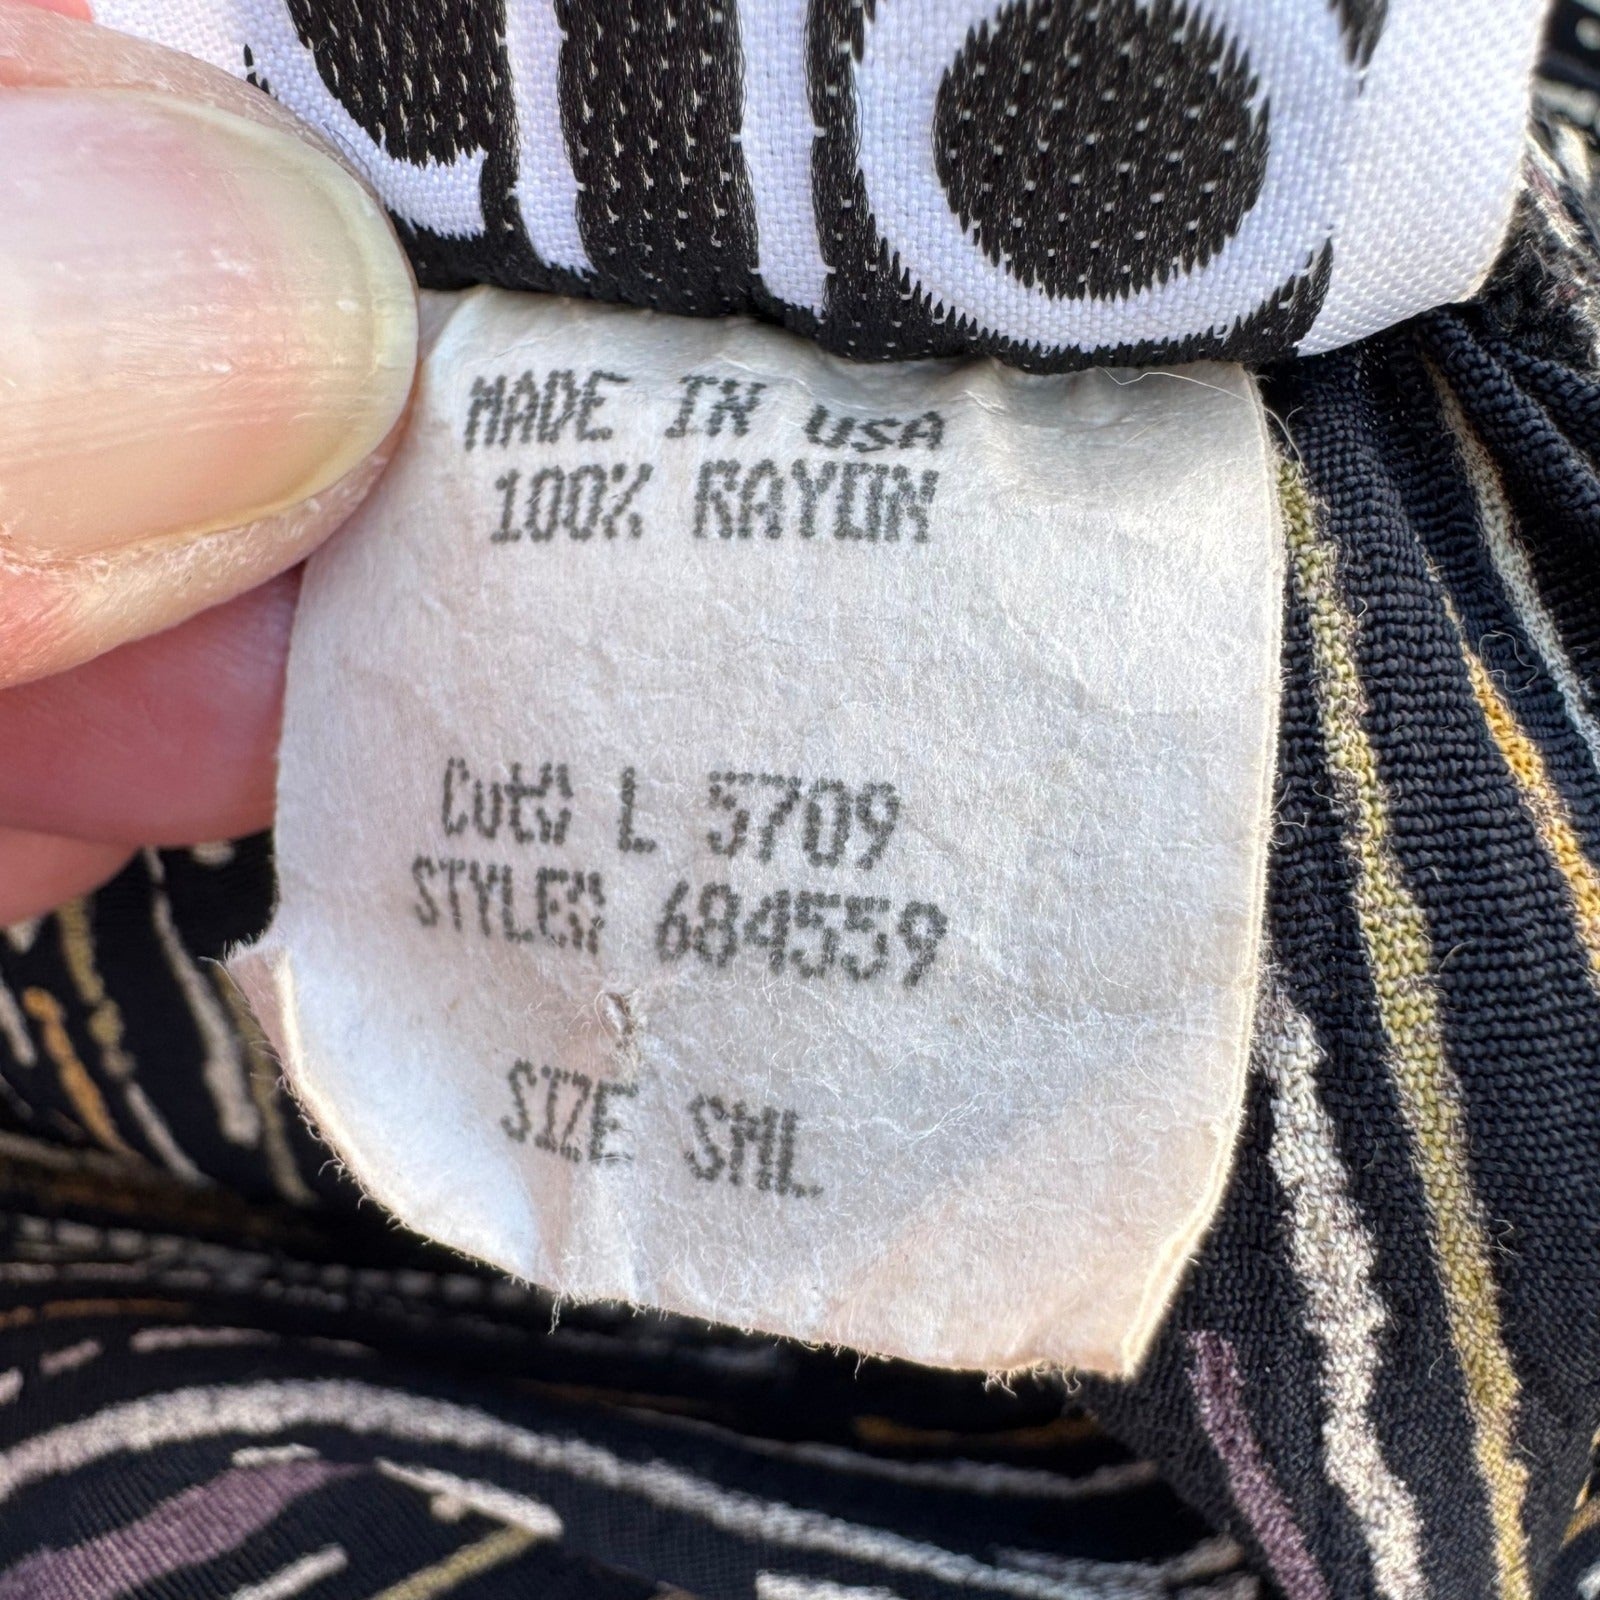 MADE IN USA
100% RAYON
Cut# L 5709
STYLE# 684559
SIZE SML